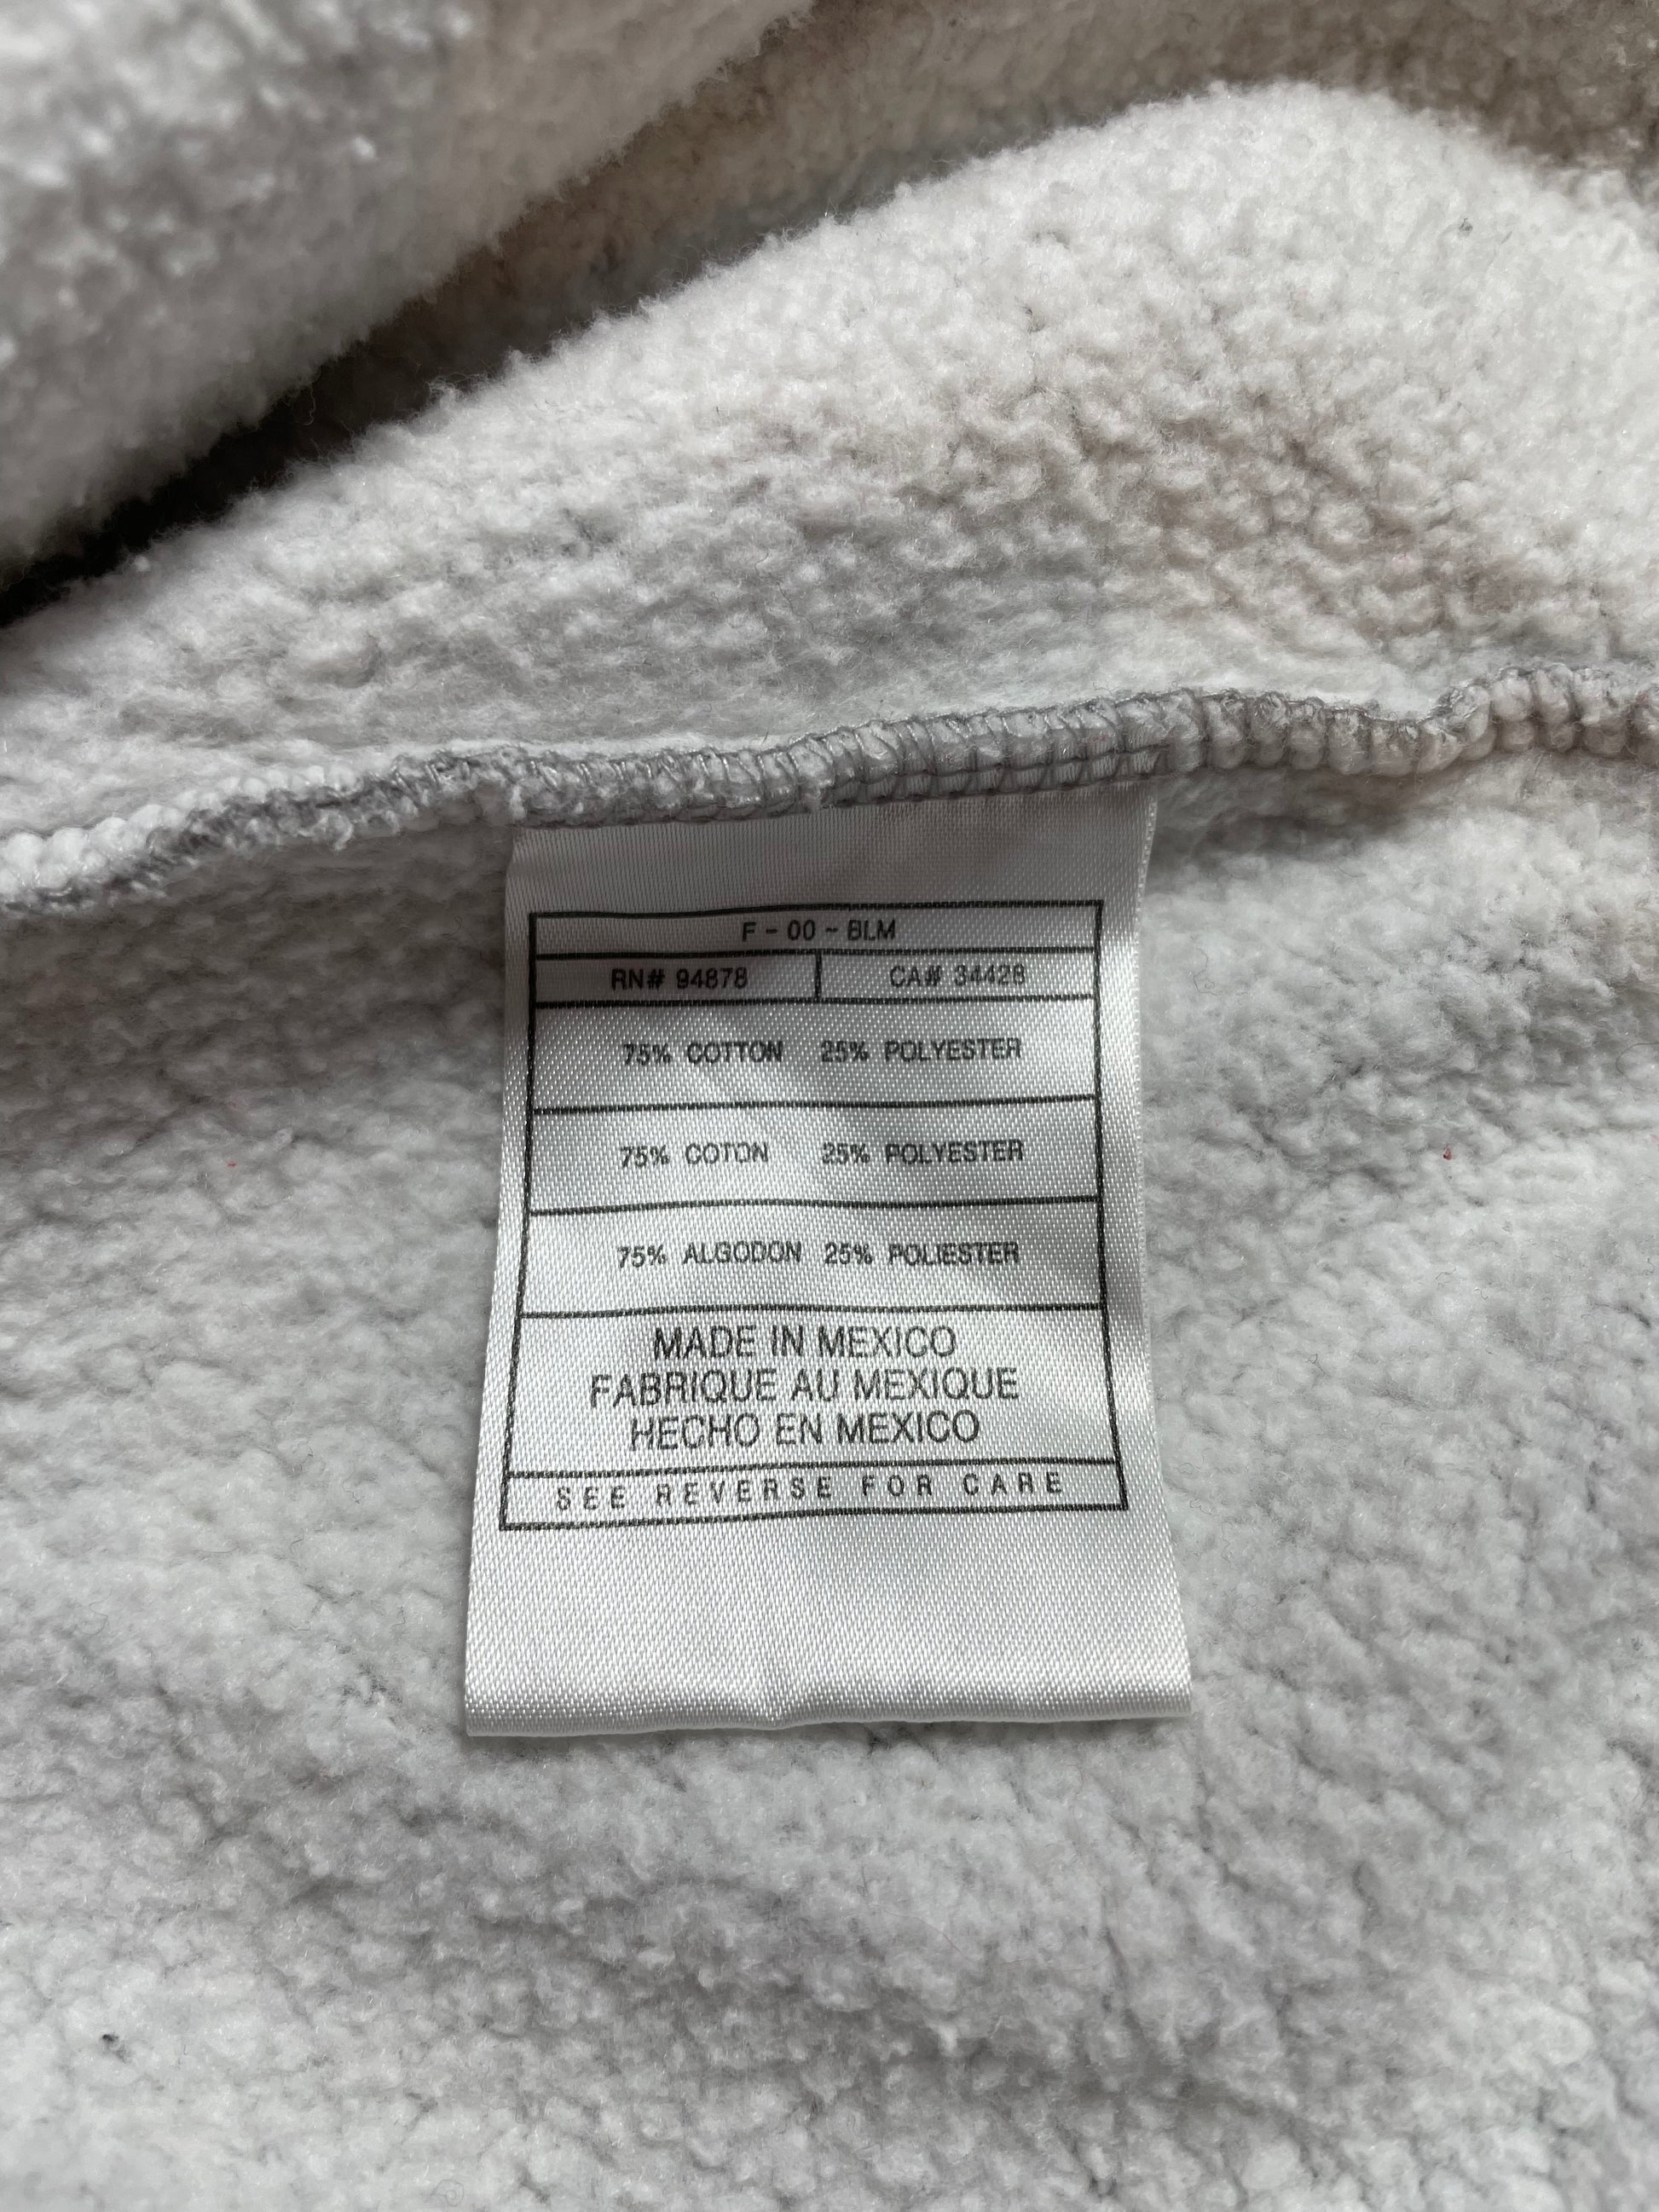 F - 00 - BLM
RN# 94878 CA# 34428
75% COTTON 25% POLYESTER
75% COTON 25% POLYESTER
75% ALGODON 25% POLIESTER
MADE IN MEXICO
FABRIQUE AU MEXIQUE
HECHO EN MEXICO
SEE REVERSE FOR CARE